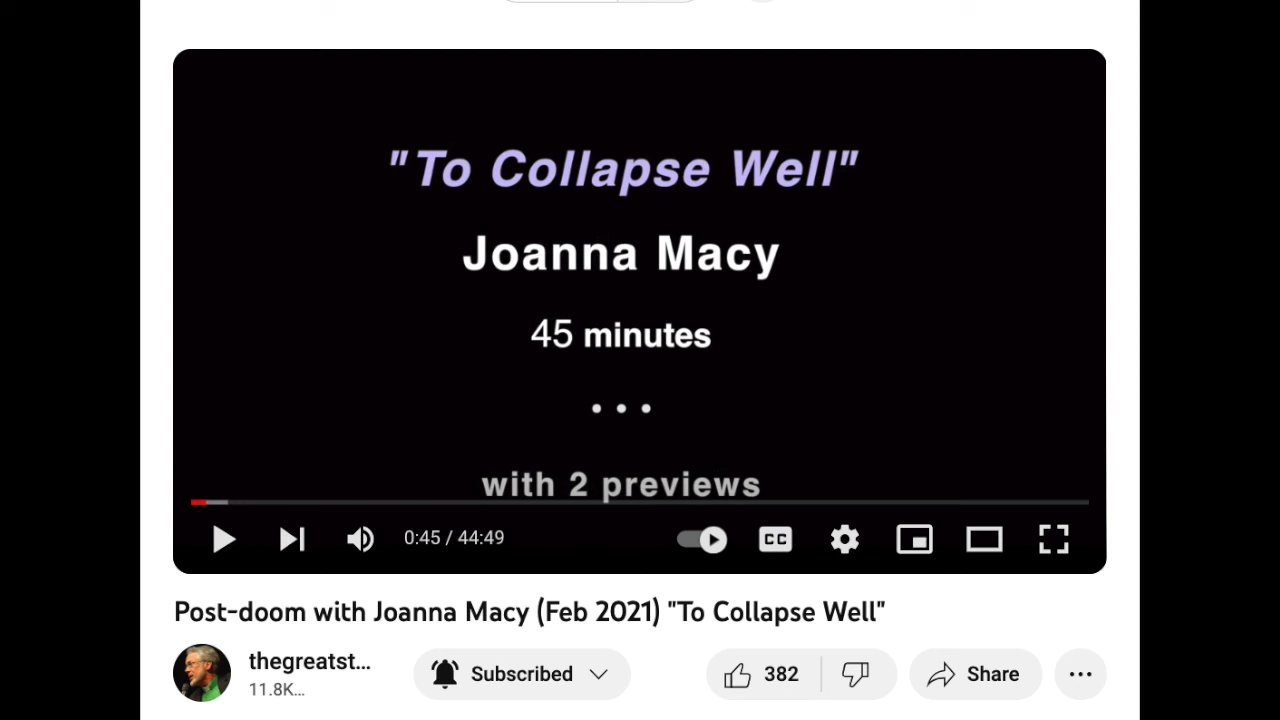 "To Collapse Well"
Joanna Macy
45 minutes
...
with 2 previews
0:45 / 44:49
CC
Post-doom with Joanna Macy (Feb 2021) "To Collapse Well"
thegreatst...
11.8K...
Subscribed
382
Share